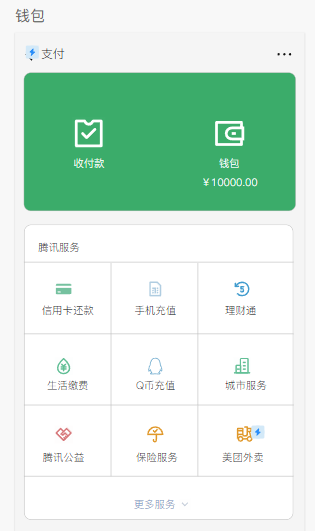 钱包
支付
收付款
钱包
¥10000.00
腾讯服务
信用卡还款
手机充值
理财通
生活缴费
Q币充值
城市服务
腾讯公益
保险服务
美团外卖
更多服务